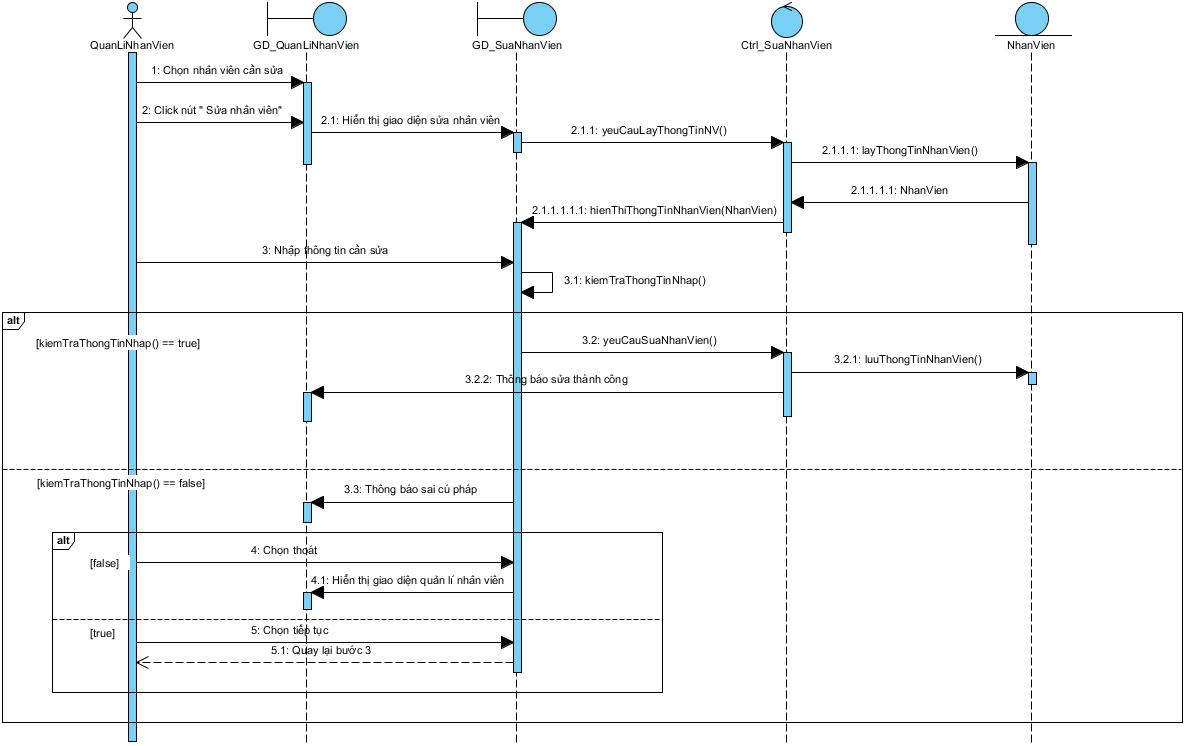 QuanLiNhanVien
GD_QuanLiNhanVien
GD_SuaNhanVien
Ctrl_SuaNhanVien
NhanVien
1: Chọn nhân viên cần sửa
2: Click nút " Sửa nhân viên"
2.1: Hiển thị giao diện sửa nhân viên
2.1.1: yeuCauLayThongTinNV()
2.1.1.1: layThongTinNhanVien()
2.1.1.1.1: NhanVien
2.1.1.1.1.1: hienThiThongTinNhanVien(NhanVien)
3: Nhập thông tin cần sửa
3.1: kiemTraThongTinNhap()
alt
[kiemTraThongTinNhap() == true]
3.2: yeuCauSuaNhanVien()
3.2.1: luuThongTinNhanVien()
3.2.2: Thông báo sửa thành công
[kiemTraThongTinNhap() == false]
3.3: Thông báo sai cú pháp
alt
[false]
4: Chọn thoát
4.1: Hiển thị giao diện quản lí nhân viên
[true]
5: Chọn tiếp tục
5.1: Quay lại bước 3